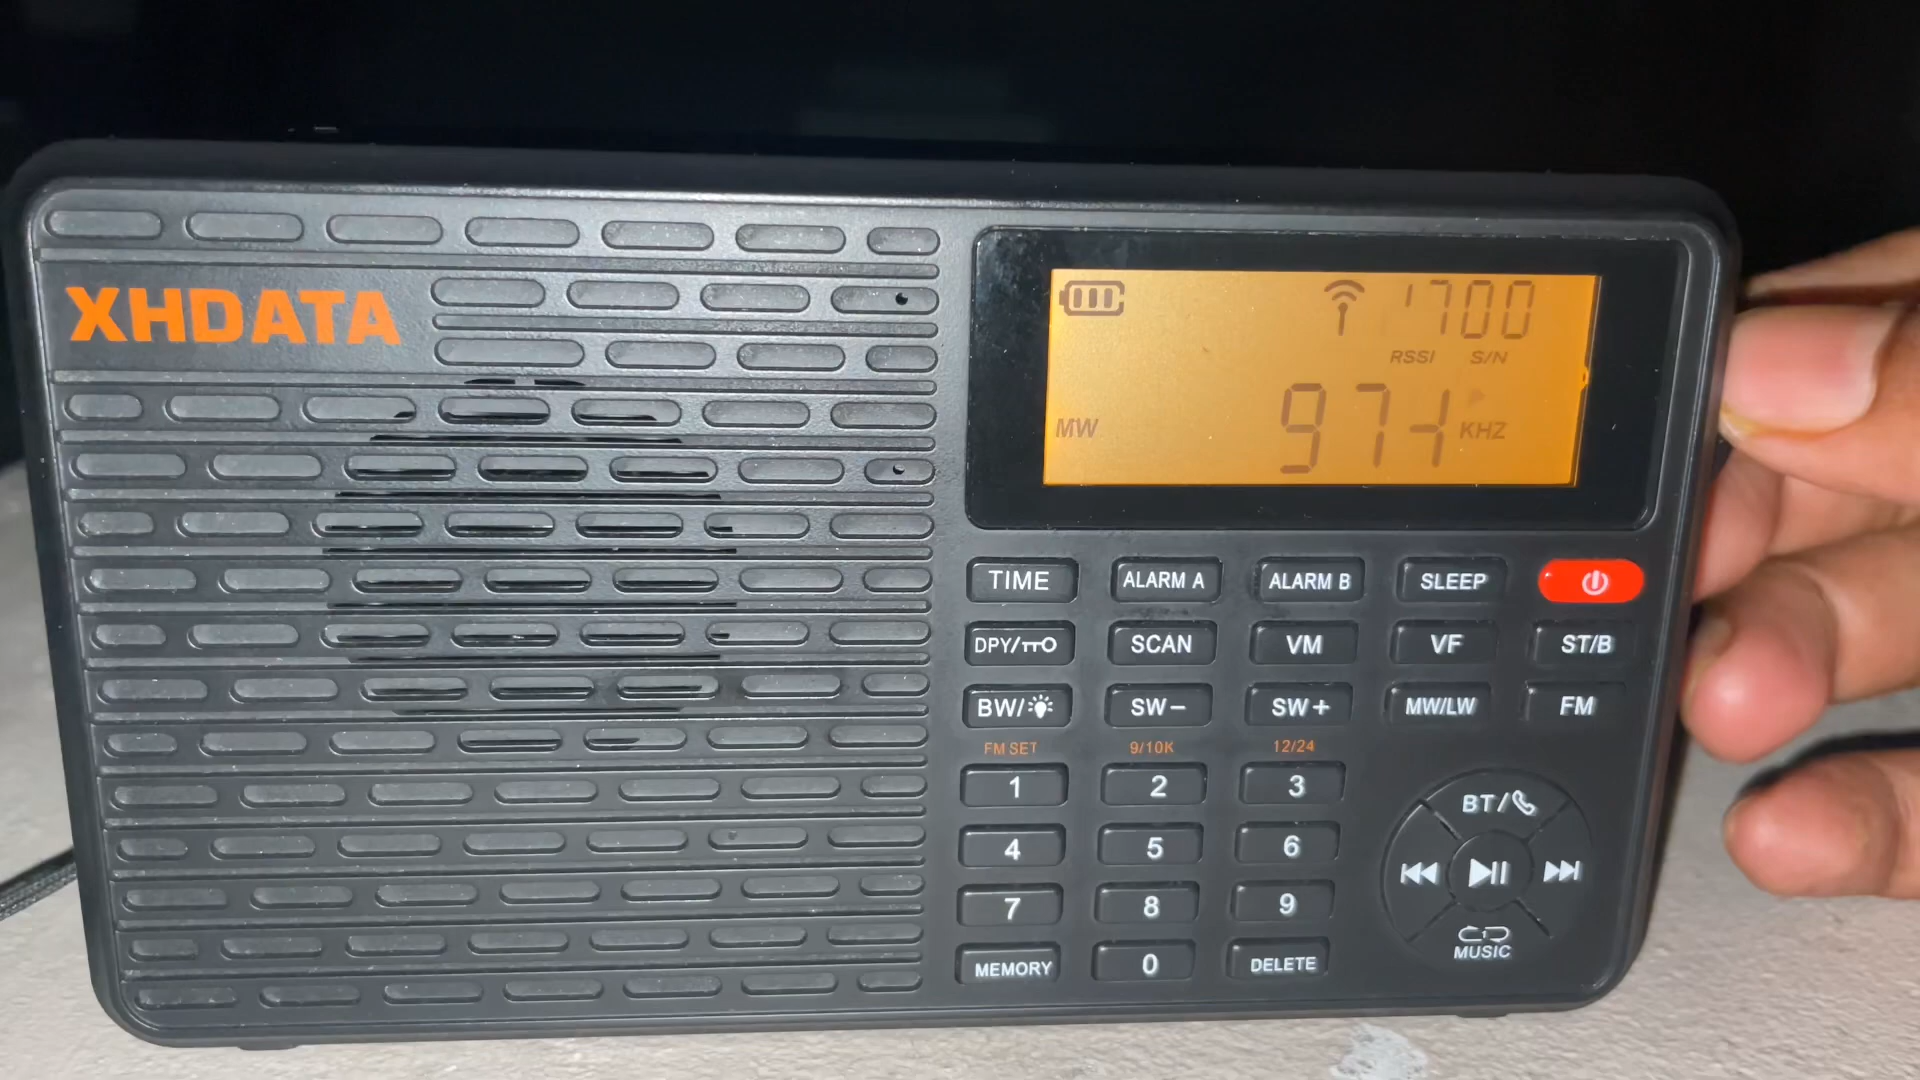 XHDATA
RSSI S/N
MW KHZ
TIME ALARM A ALARM B SLEEP
DPY/ SCAN VM VF ST/B
BW/ SW- SW+ MW/LW FM
FM SET 9/10K 12/24
1 2 3
BT/
4 5 6
7 8 9
MUSIC
MEMORY 0 DELETE